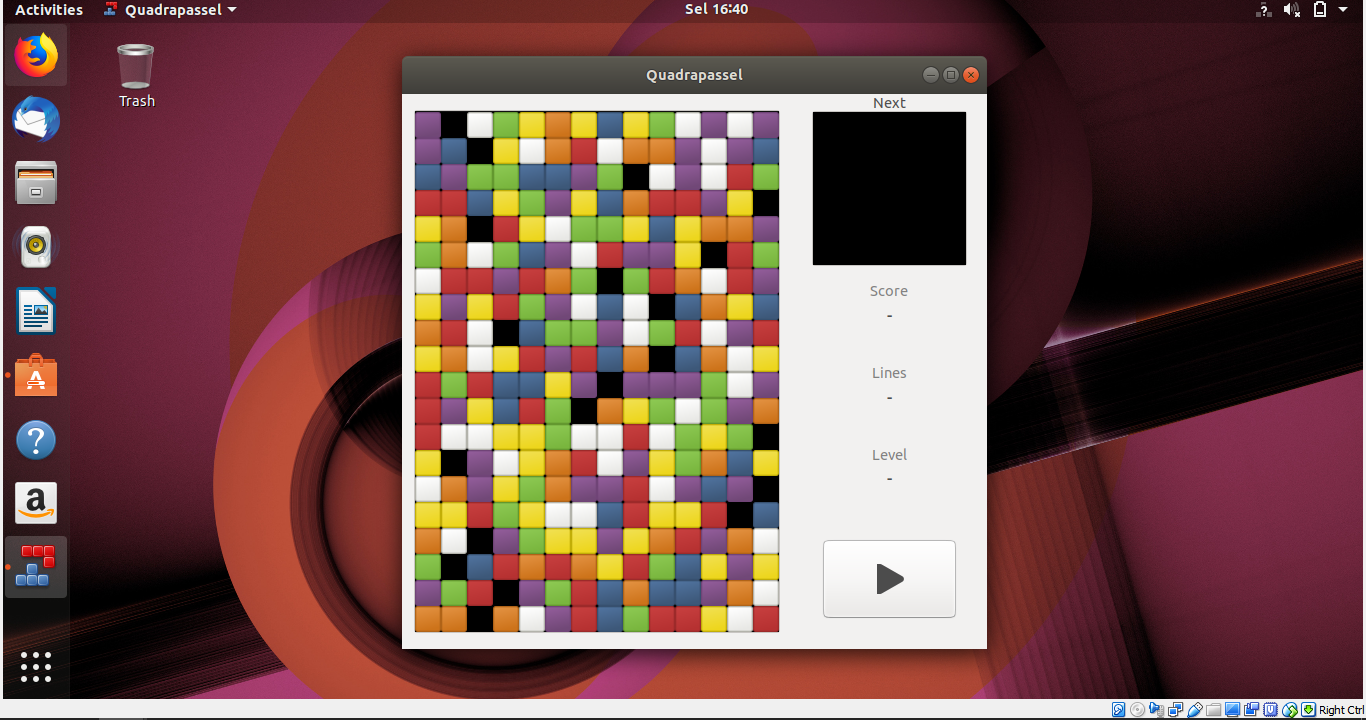 Activities Quadrapassel Sel 16:40
Trash
Quadrapassel
Next
Score
-
Lines
-
Level
-
Right Ctrl